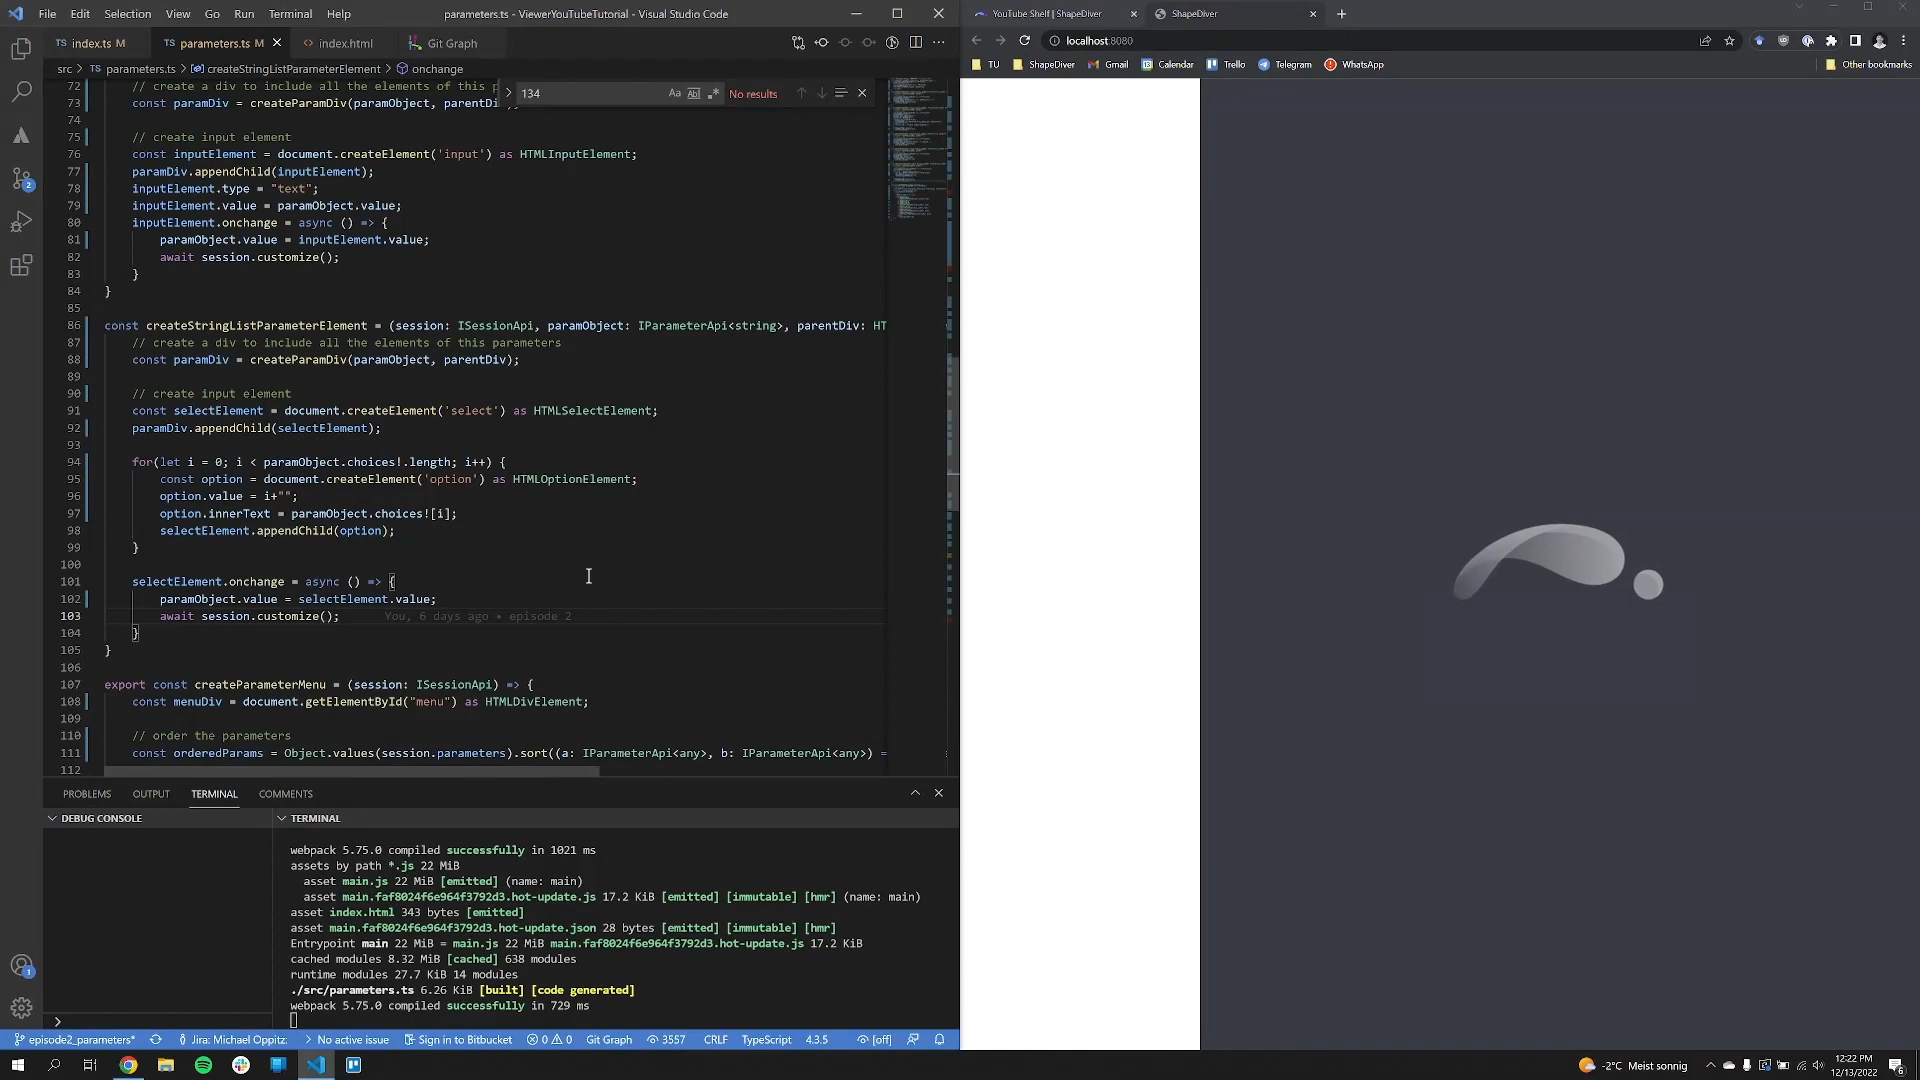 File Edit Selection View Go Run Terminal Help
parameters.ts - ViewerYouTubeTutorial - Visual Studio Code
TS index.ts M
TS parameters.ts M
<> index.html
Git Graph
src > TS parameters.ts > createStringListParameterElement > onchange
134
Aa Ab
No results
72 // create a div to include all the elements of this p
73 const paramDiv = createParamDiv(paramObject, parentDiv);
74
75 // create input element
76 const inputElement = document.createElement('input') as HTMLInputElement;
77 paramDiv.appendChild(inputElement);
78 inputElement.type = "text";
79 inputElement.value = paramObject.value;
80 inputElement.onchange = async () => {
81 paramObject.value = inputElement.value;
82 await session.customize();
83 }
84 }
85
86 const createStringListParameterElement = (session: ISessionApi, paramObject: IParameterApi<string>, parentDiv: HT
87 // create a div to include all the elements of this parameters
88 const paramDiv = createParamDiv(paramObject, parentDiv);
89
90 // create input element
91 const selectElement = document.createElement('select') as HTMLSelectElement;
92 paramDiv.appendChild(selectElement);
93
94 for(let i = 0; i < paramObject.choices!.length; i++) {
95 const option = document.createElement('option') as HTMLOptionElement;
96 option.value = i+"";
97 option.innerText = paramObject.choices![i];
98 selectElement.appendChild(option);
99 }
100
101 selectElement.onchange = async () => {
102 paramObject.value = selectElement.value;
103 await session.customize(); You, 6 days ago • episode 2
104 }
105 }
106
107 export const createParameterMenu = (session: ISessionApi) => {
108 const menuDiv = document.getElementById("menu") as HTMLDivElement;
109
110 // order the parameters
111 const orderedParams = Object.values(session.parameters).sort((a: IParameterApi<any>, b: IParameterApi<any>) =
112
PROBLEMS OUTPUT TERMINAL COMMENTS
DEBUG CONSOLE
TERMINAL
webpack 5.75.0 compiled successfully in 1021 ms
assets by path *.js 22 MiB
asset main.js 22 MiB [emitted] (name: main)
asset main.faf8024f6e964f3792d3.hot-update.js 17.2 KiB [emitted] [immutable] [hmr] (name: main)
asset index.html 343 bytes [emitted]
asset main.faf8024f6e964f3792d3.hot-update.json 28 bytes [emitted] [immutable] [hmr]
Entrypoint main 22 MiB = main.js 22 MiB main.faf8024f6e964f3792d3.hot-update.js 17.2 KiB
cached modules 8.32 MiB [cached] 638 modules
runtime modules 27.7 KiB 14 modules
./src/parameters.ts 6.26 KiB [built] [code generated]
webpack 5.75.0 compiled successfully in 729 ms
episode2_parameters* Jira: Michael Oppitz: > No active issue Sign in to Bitbucket 0 0 Git Graph 3557 CRLF TypeScript 4.3.5 [off]
YouTube Shelf | ShapeDiver
ShapeDiver
localhost:8080
TU ShapeDiver Gmail Calendar Trello Telegram WhatsApp Other bookmarks
2
1
-2°C Meist sonnig
12:22 PM
12/13/2022
6